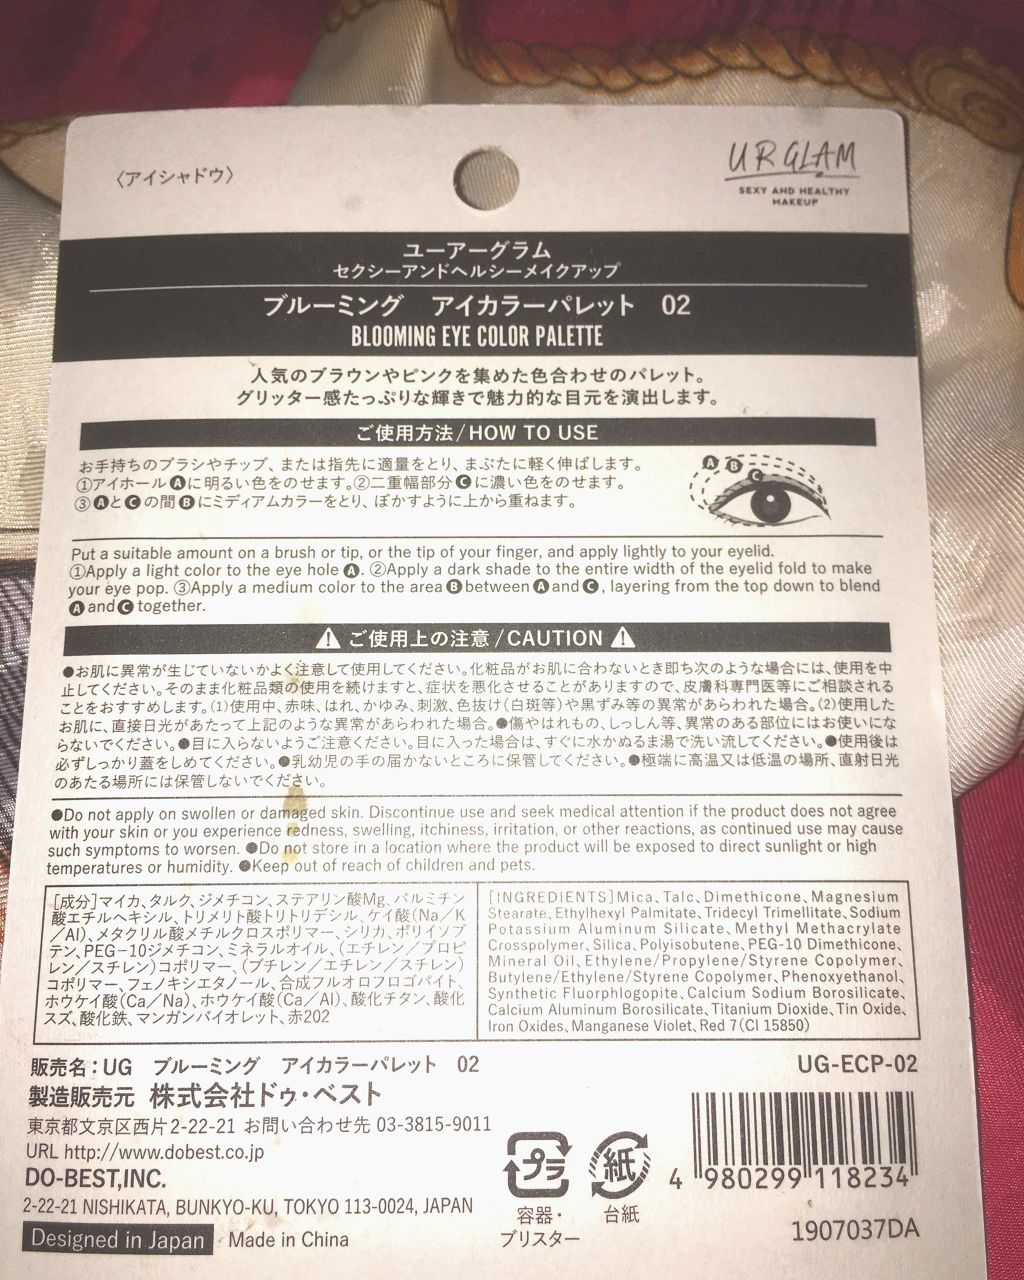 〈アイシャドウ〉
UR GLAM
SEXY AND HEALTHY
MAKEUP
ユーアーグラム
セクシーアンドヘルシーメイクアップ
ブルーミング アイカラーパレット 02
BLOOMING EYE COLOR PALETTE
人気のブラウンやピンクを集めた色合わせのパレット。
グリッター感たっぷりな輝きで魅力的な目元を演出します。
ご使用方法/HOW TO USE
お手持ちのブラシやチップ、または指先に適量をとり、まぶたに軽く伸ばします。
①アイホールAに明るい色をのせます。②二重幅部分Cに濃い色をのせます。
③AとCの間Bにミディアムカラーをとり、ぼかすように上から重ねます。
A B C
Put a suitable amount on a brush or tip, or the tip of your finger, and apply lightly to your eyelid.
①Apply a light color to the eye hole A. ②Apply a dark shade to the entire width of the eyelid fold to make
your eye pop. ③Apply a medium color to the area B between A and C, layering from the top down to blend
A and C together.
⚠ ご使用上の注意/CAUTION ⚠
●お肌に異常が生じていないかよく注意して使用してください。化粧品がお肌に合わないとき即ち次のような場合には、使用を中
止してください。そのまま化粧品類の使用を続けますと、症状を悪化させることがありますので、皮膚科専門医等にご相談される
ことをおすすめします。(1)使用中、赤味、はれ、かゆみ、刺激、色抜け(白斑等)や黒ずみ等の異常があらわれた場合。(2)使用した
お肌に、直接日光があたって上記のような異常があらわれた場合。●傷やはれもの、しっしん等、異常のある部位にはお使いにな
らないでください。●目に入らないようご注意ください。目に入った場合は、すぐに水かぬるま湯で洗い流してください。●使用後は
必ずしっかり蓋をしめてください。●乳幼児の手の届かないところに保管してください。●極端に高温又は低温の場所、直射日光
のあたる場所には保管しないでください。
●Do not apply on swollen or damaged skin. Discontinue use and seek medical attention if the product does not agree
with your skin or you experience redness, swelling, itchiness, irritation, or other reactions, as continued use may cause
such symptoms to worsen. ●Do not store in a location where the product will be exposed to direct sunlight or high
temperatures or humidity. ●Keep out of reach of children and pets.
[成分]マイカ、タルク、ジメチコン、ステアリン酸Mg、パルミチン
酸エチルヘキシル、トリメリト酸トリトリデシル、ケイ酸(Na/K
/Al)、メタクリル酸メチルクロスポリマー、シリカ、ポリイソブ
テン、PEG-10ジメチコン、ミネラルオイル、(エチレン/プロピ
レン/スチレン)コポリマー、(ブチレン/エチレン/スチレン)
コポリマー、フェノキシエタノール、合成フルオロフロゴパイト、
ホウケイ酸(Ca/Na)、ホウケイ酸(Ca/Al)、酸化チタン、酸化
スズ、酸化鉄、マンガンバイオレット、赤202
[INGREDIENTS]Mica、Talc、Dimethicone、Magnesium
Stearate、Ethylhexyl Palmitate、Tridecyl Trimellitate、Sodium
Potassium Aluminum Silicate、Methyl Methacrylate
Crosspolymer、Silica、Polyisobutene、PEG-10 Dimethicone、
Mineral Oil、Ethylene/Propylene/Styrene Copolymer、
Butylene/Ethylene/Styrene Copolymer、Phenoxyethanol、
Synthetic Fluorphlogopite、Calcium Sodium Borosilicate、
Calcium Aluminum Borosilicate、Titanium Dioxide、Tin Oxide、
Iron Oxides、Manganese Violet、Red 7(CI 15850)
販売名：UG ブルーミング アイカラーパレット 02
UG-ECP-02
製造販売元 株式会社ドゥ・ベスト
東京都文京区西片2-22-21 お問い合わせ先 03-3815-9011
URL http://www.dobest.co.jp
DO-BEST,INC.
2-22-21 NISHIKATA, BUNKYO-KU, TOKYO 113-0024, JAPAN
Designed in Japan Made in China
プラ
容器・
ブリスター
紙
台紙
4 980299 118234
1907037DA